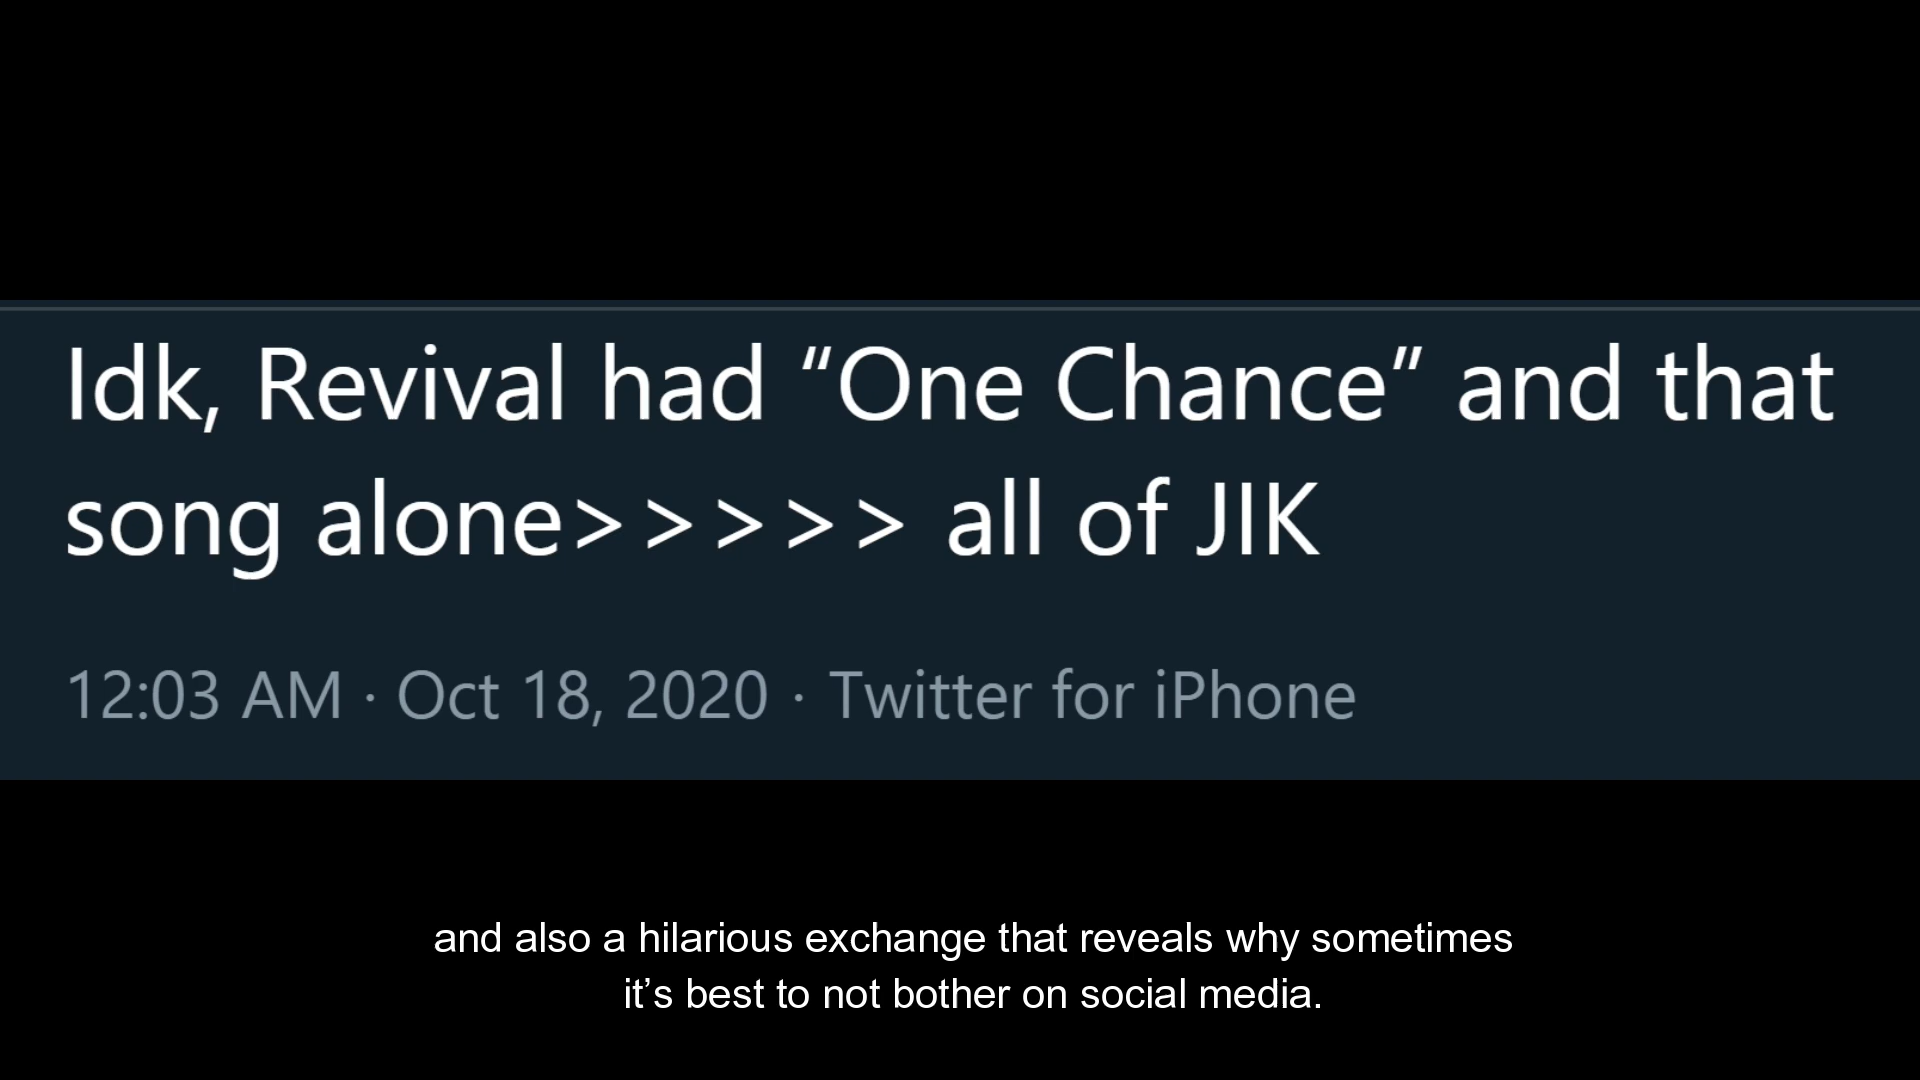 Idk, Revival had “One Chance” and that
song alone>>>>> all of JIK
12:03 AM · Oct 18, 2020 · Twitter for iPhone
and also a hilarious exchange that reveals why sometimes
it’s best to not bother on social media.